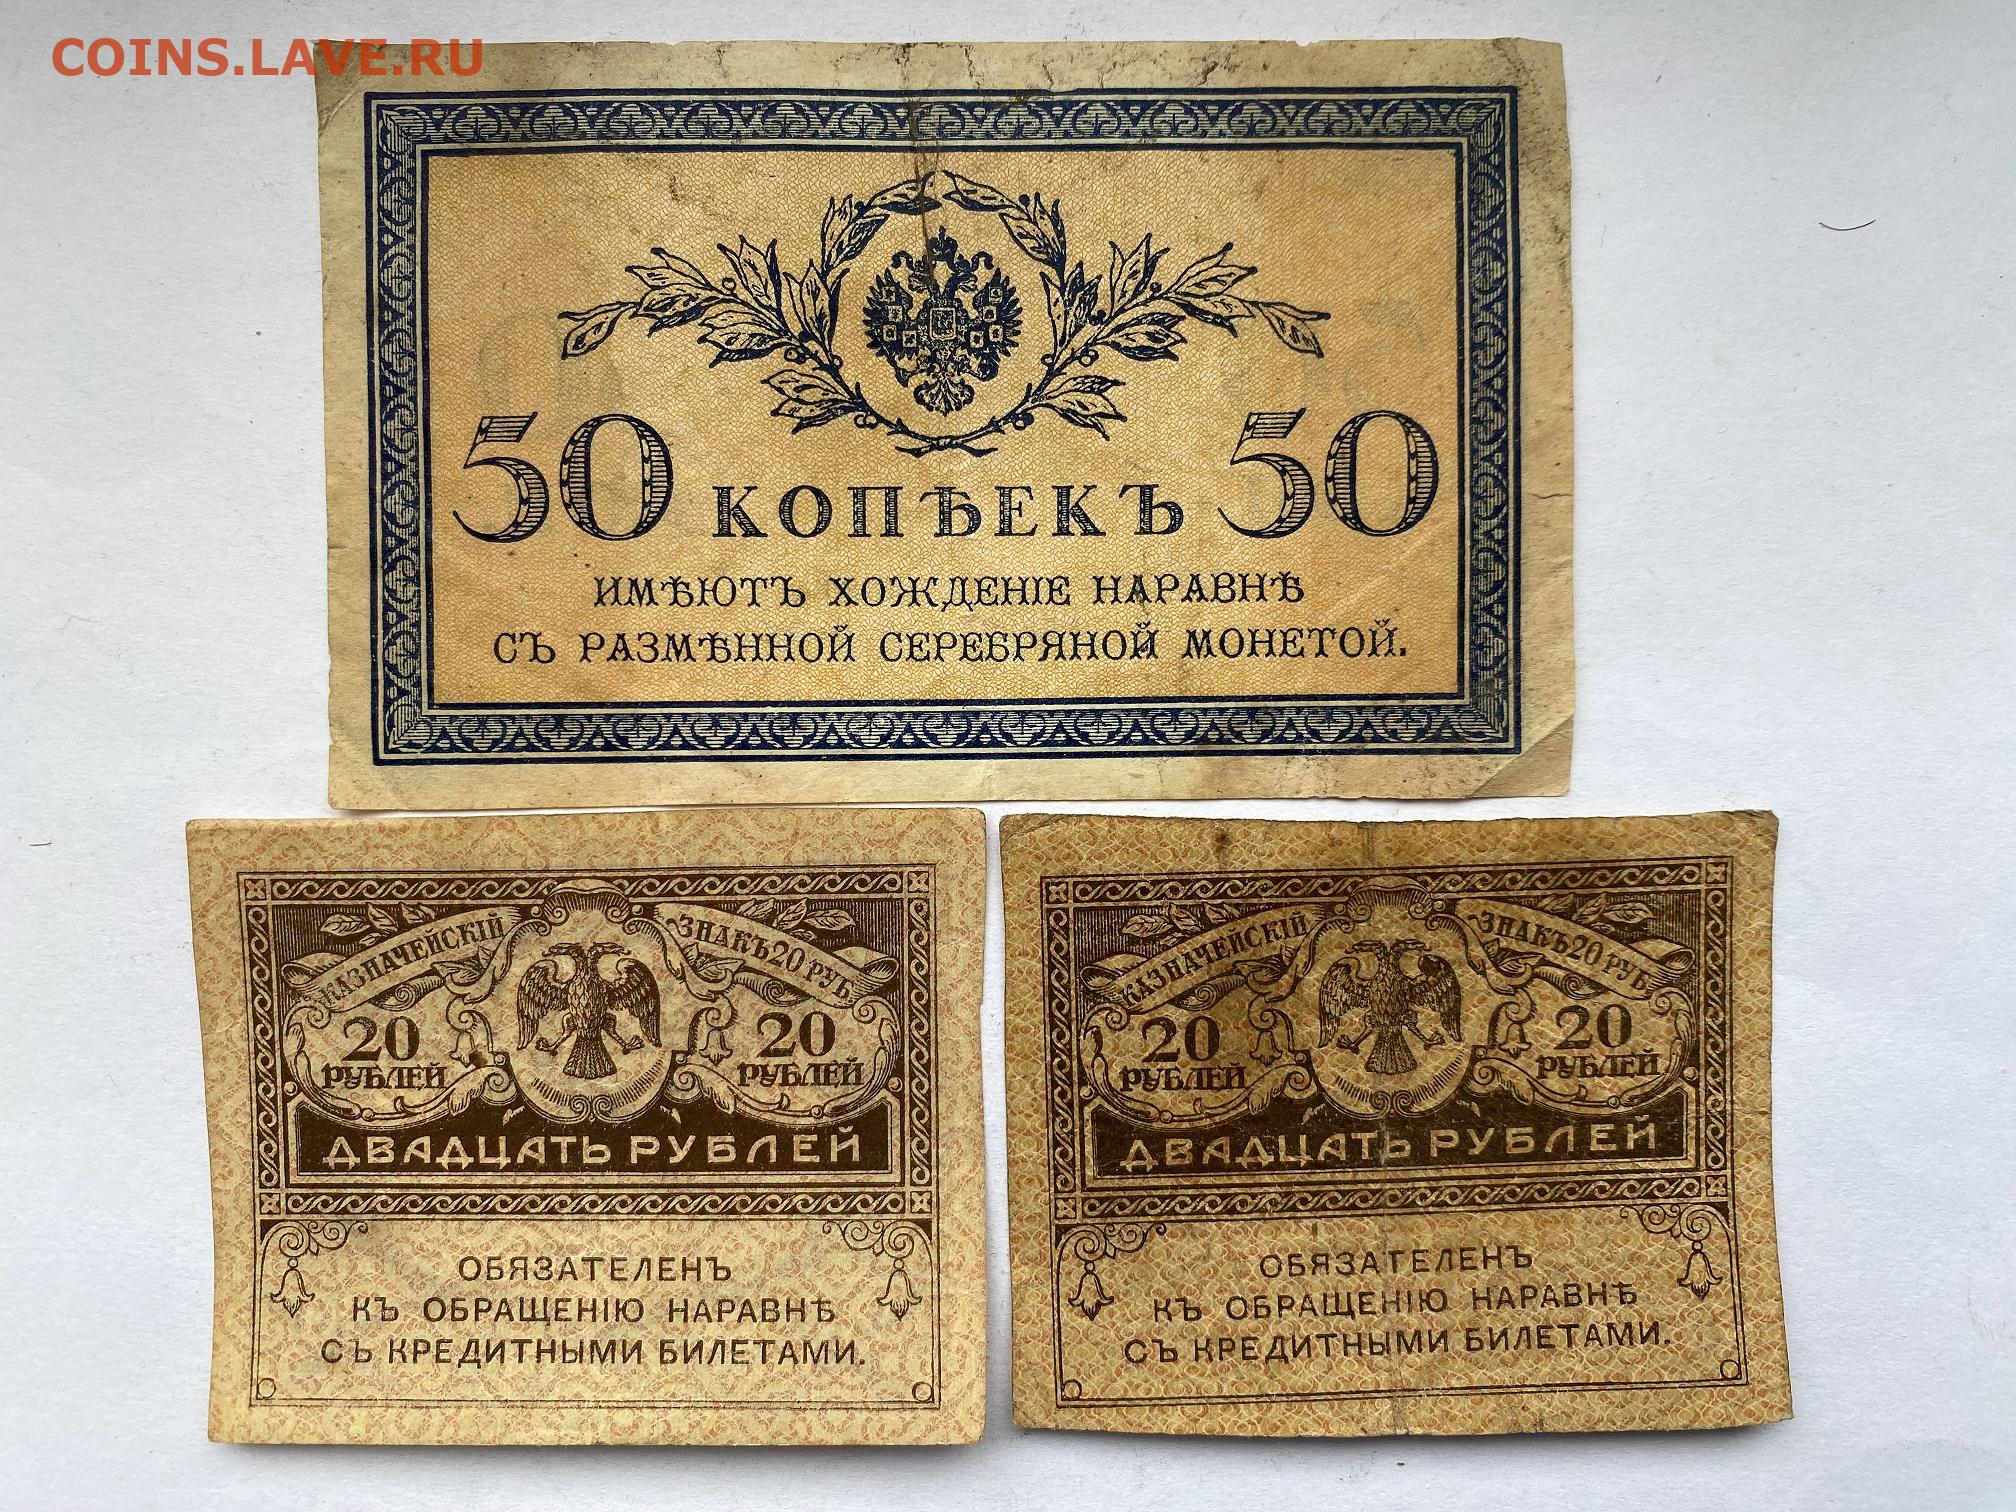 COINS.LAVE.RU
50 КОПѢЕКЪ 50
ИМѢЮТЪ ХОЖДЕНІЕ НАРАВНѢ
СЪ РАЗМѢННОЙ СЕРЕБРЯНОЙ МОНЕТОЙ.
КАЗНАЧЕЙСКІЙ ЗНАКЪ 20 РУБ.
20 РУБЛЕЙ 20 РУБЛЕЙ
ДВАДЦАТЬ РУБЛЕЙ
ОБЯЗАТЕЛЕНЪ
КЪ ОБРАЩЕНІЮ НАРАВНѢ
СЪ КРЕДИТНЫМИ БИЛЕТАМИ.
КАЗНАЧЕЙСКІЙ ЗНАКЪ 20 РУБ.
20 РУБЛЕЙ 20 РУБЛЕЙ
ДВАДЦАТЬ РУБЛЕЙ
ОБЯЗАТЕЛЕНЪ
КЪ ОБРАЩЕНІЮ НАРАВНѢ
СЪ КРЕДИТНЫМИ БИЛЕТАМИ.